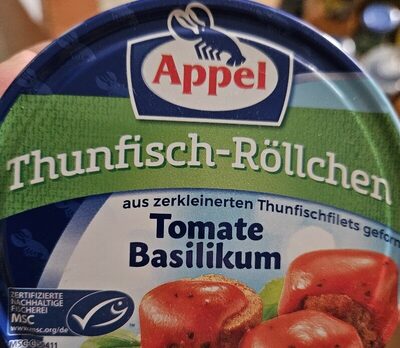 Appel
Thunfisch-Röllchen
aus zerkleinerten Thunfischfilets geform
Tomate
Basilikum
ZERTIFIZIERTE
NACHHALTIGE
FISCHEREI
MSC
www.msc.org/de